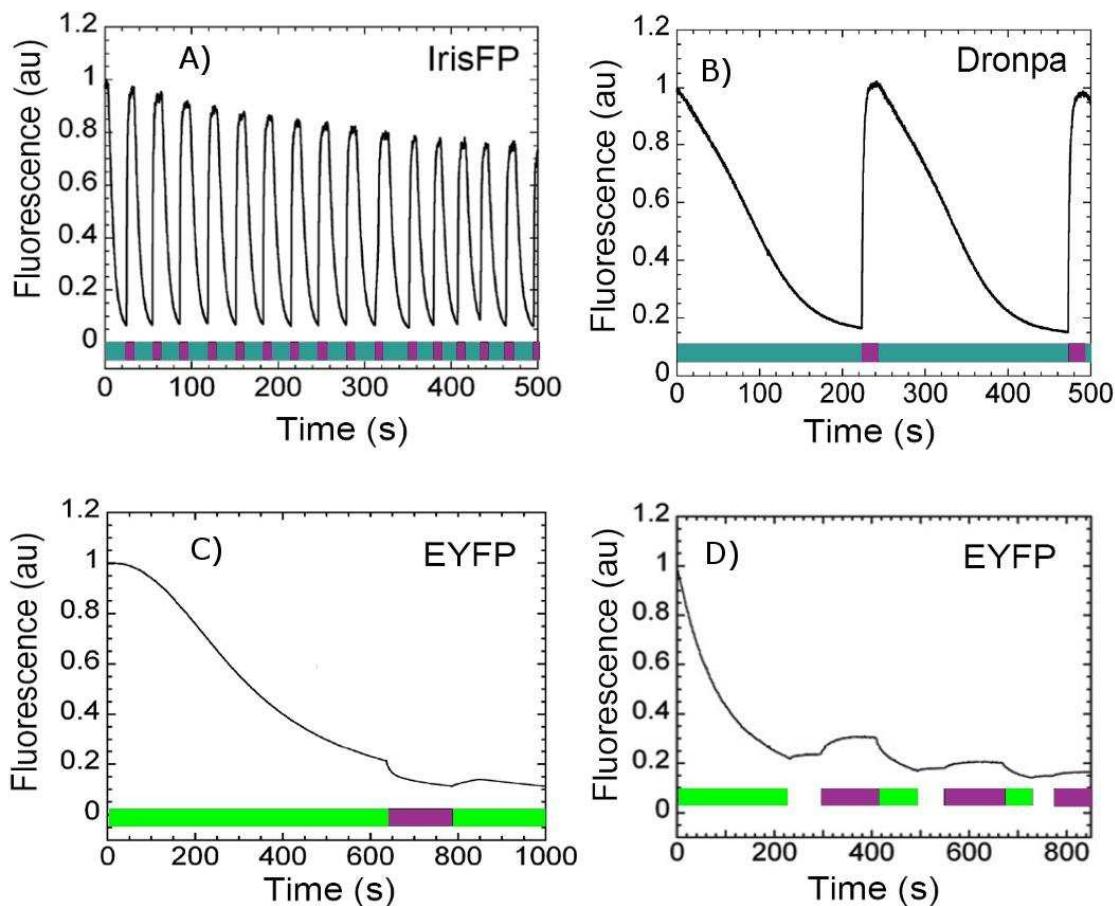 A) IrisFP
Fluorescence (au)
1.2
1
0.8
0.6
0.4
0.2
0
0 100 200 300 400 500
Time (s)
B) Dronpa
Fluorescence (au)
1.2
1
0.8
0.6
0.4
0.2
0
0 100 200 300 400 500
Time (s)
C) EYFP
Fluorescence (au)
1.2
1
0.8
0.6
0.4
0.2
0
0 200 400 600 800 1000
Time (s)
D) EYFP
Fluorescence (au)
1.2
1
0.8
0.6
0.4
0.2
0
0 200 400 600 800
Time (s)